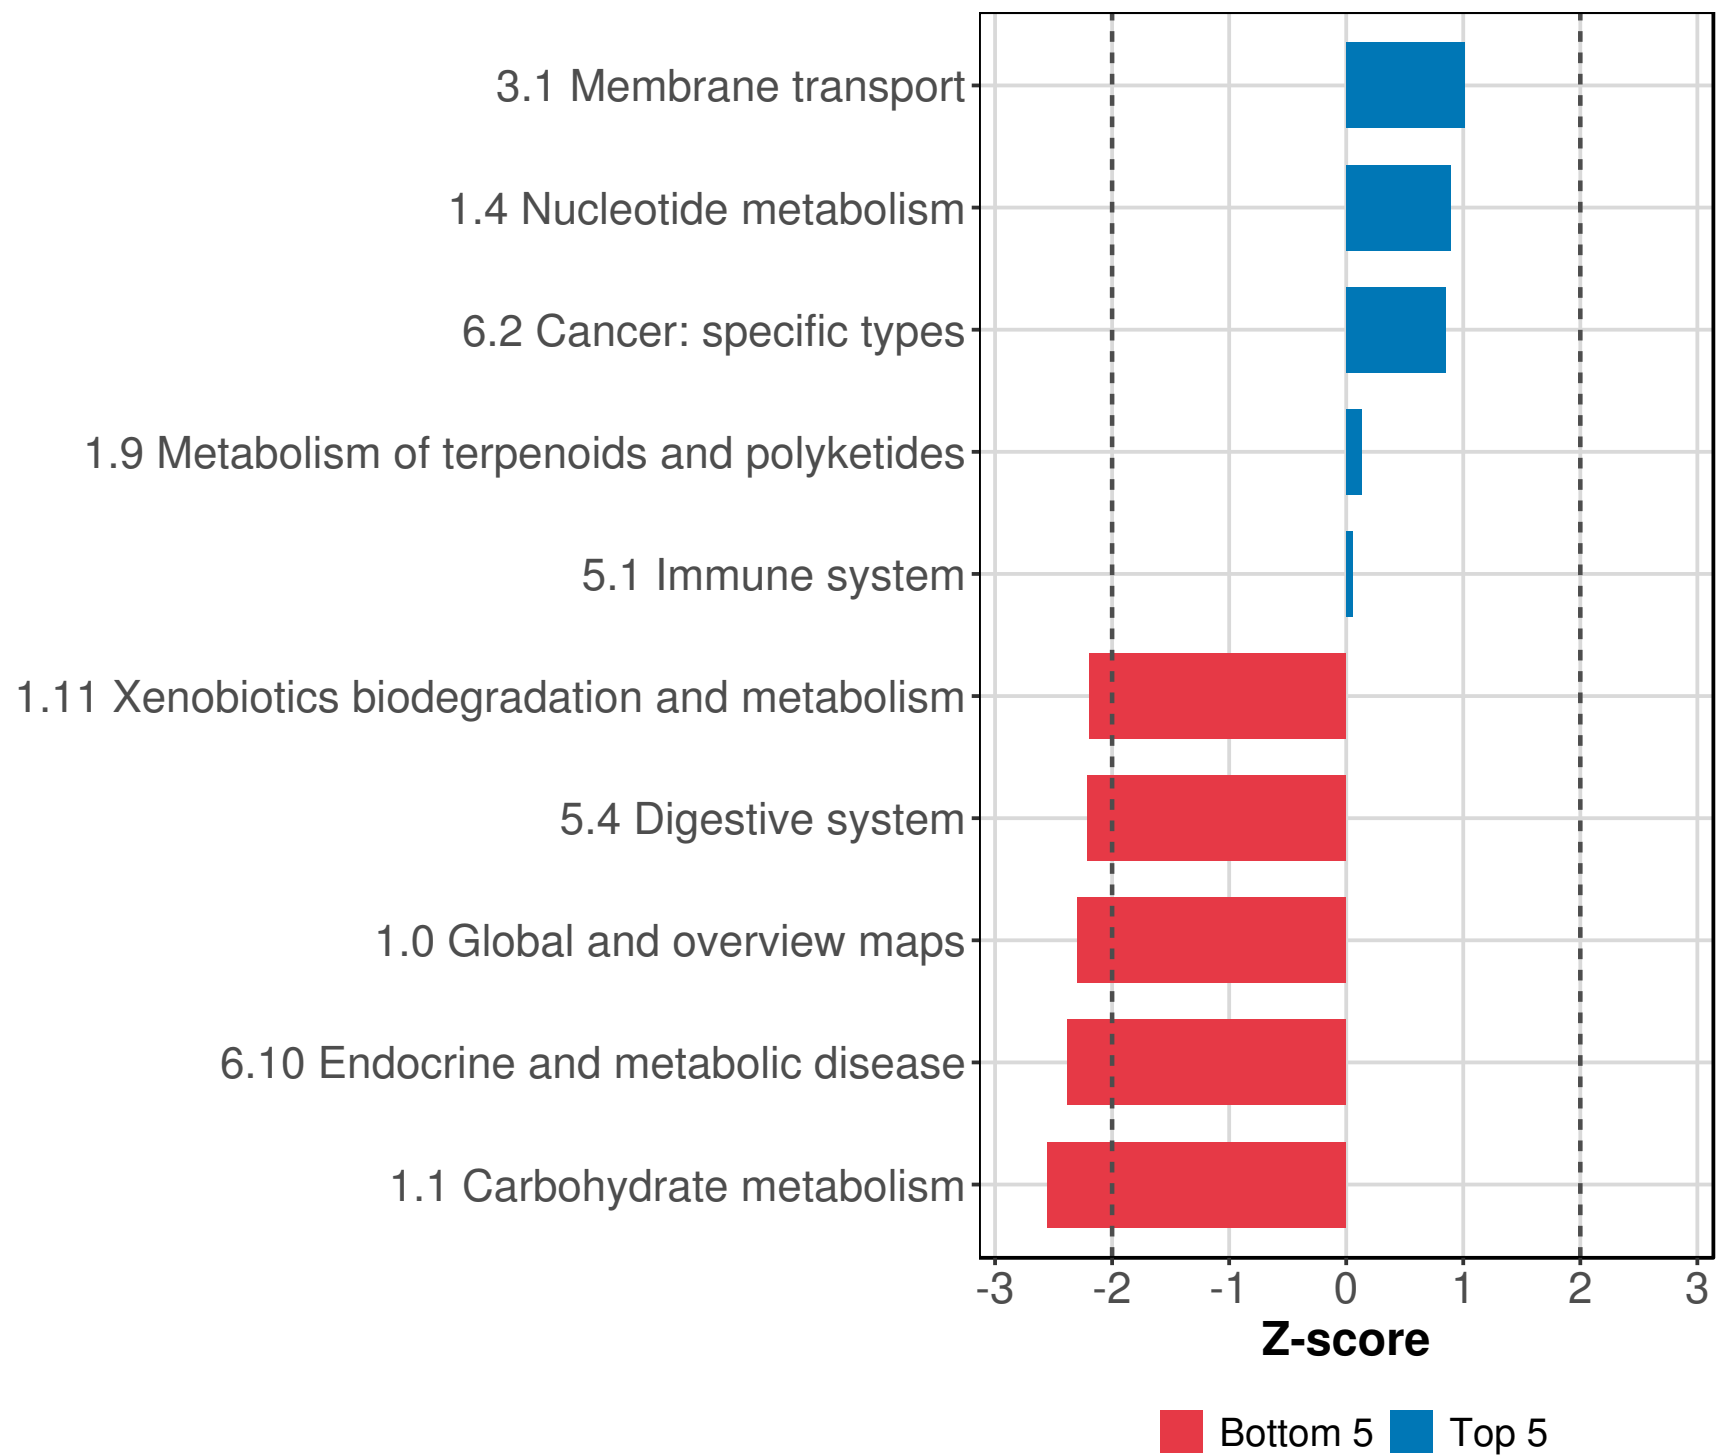 3.1 Membrane transport
1.4 Nucleotide metabolism
6.2 Cancer: specific types
1.9 Metabolism of terpenoids and polyketides
5.1 Immune system
1.11 Xenobiotics biodegradation and metabolism
5.4 Digestive system
1.0 Global and overview maps
6.10 Endocrine and metabolic disease
1.1 Carbohydrate metabolism
-3 -2 -1 0 1 2 3
Z-score
Bottom 5 Top 5